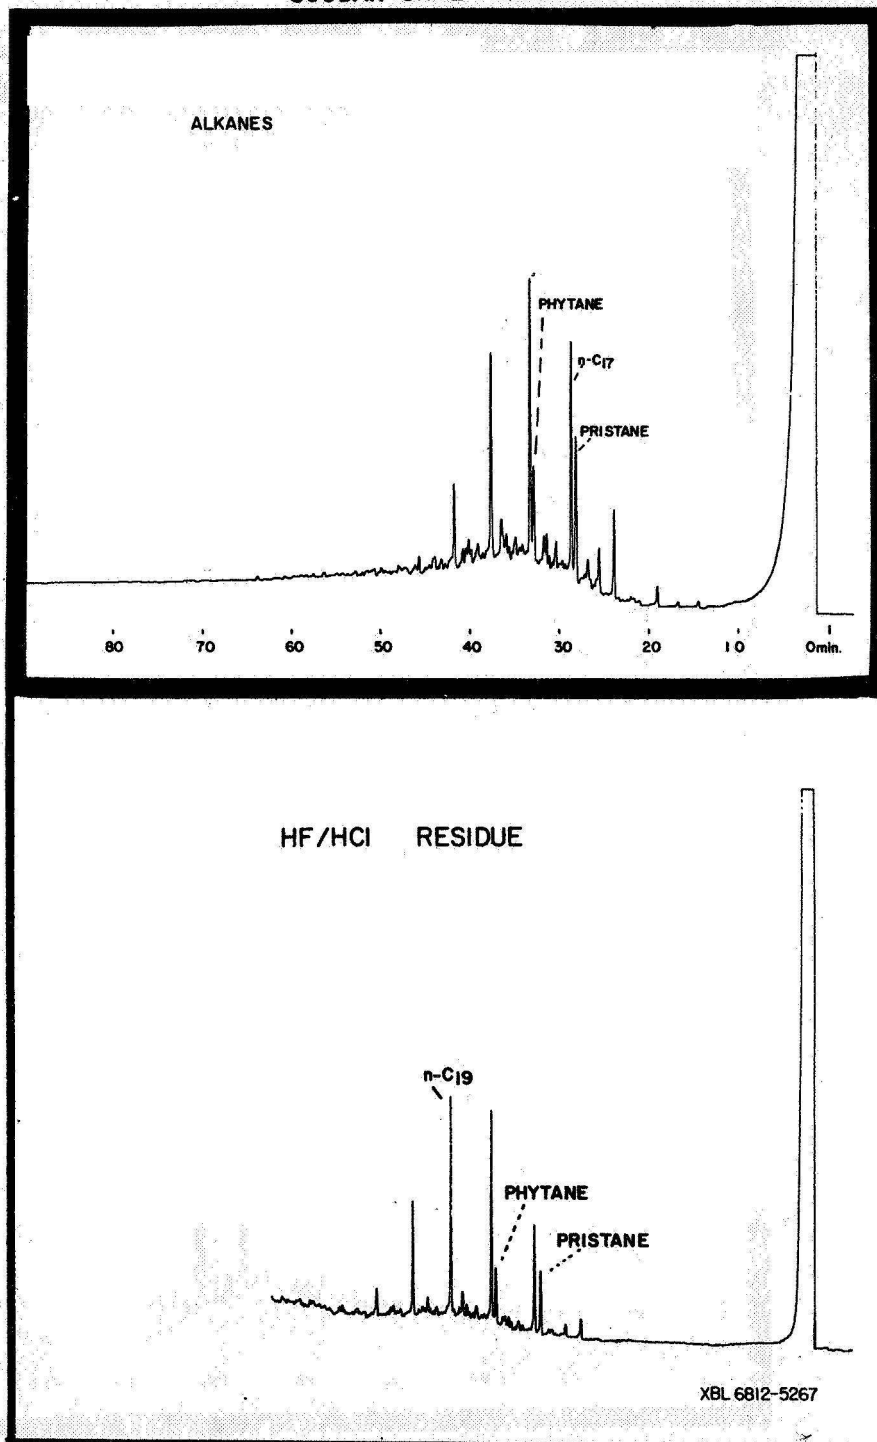 ALKANES
PHYTANE
n-C17
PRISTANE
80 70 60 50 40 30 20 10 0min.
HF/HCl RESIDUE
n-C19
PHYTANE
PRISTANE
XBL 6812-5267